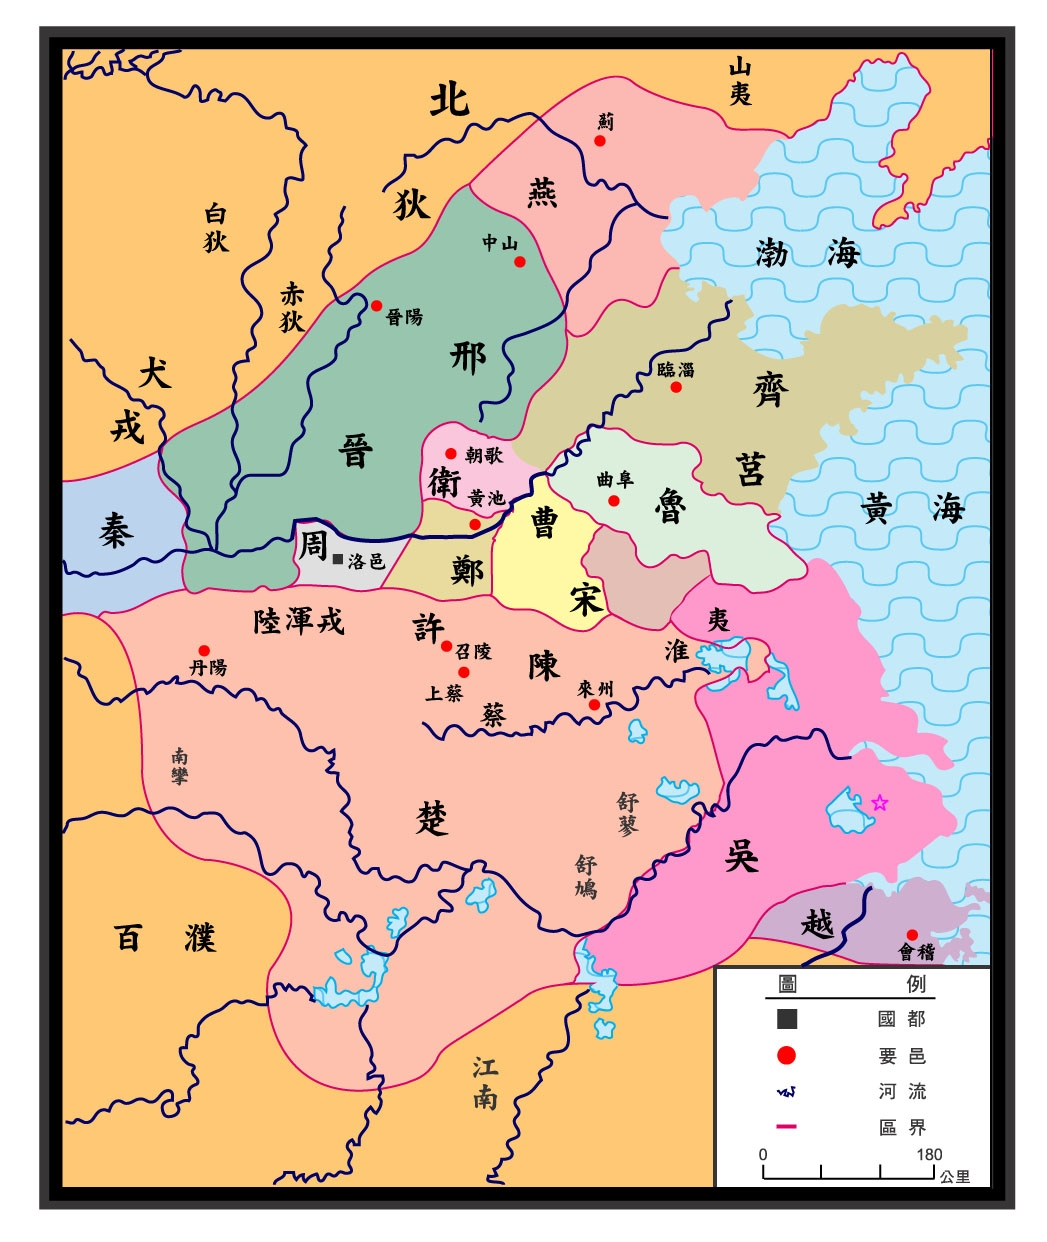 山夷
北
薊
狄
燕
白狄
中山
渤海
赤狄
晉陽
邢
犬戎
臨淄
齊
晉
朝歌
衛
莒
曲阜
黃池
魯
黃海
秦
曹
周
洛邑
鄭
宋
陸渾戎
許
夷
召陵
淮
丹陽
陳
上蔡
來州
蔡
南攣
舒蓼
楚
吳
舒鳩
百濮
越
會稽
江南
圖例
國都
要邑
河流
區界
0 180
公里